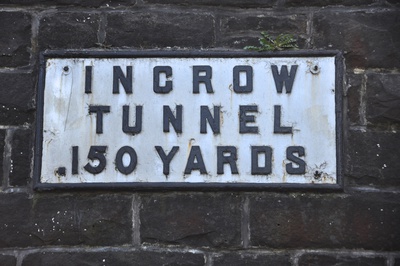 INCROW
TUNNEL
.150 YARDS